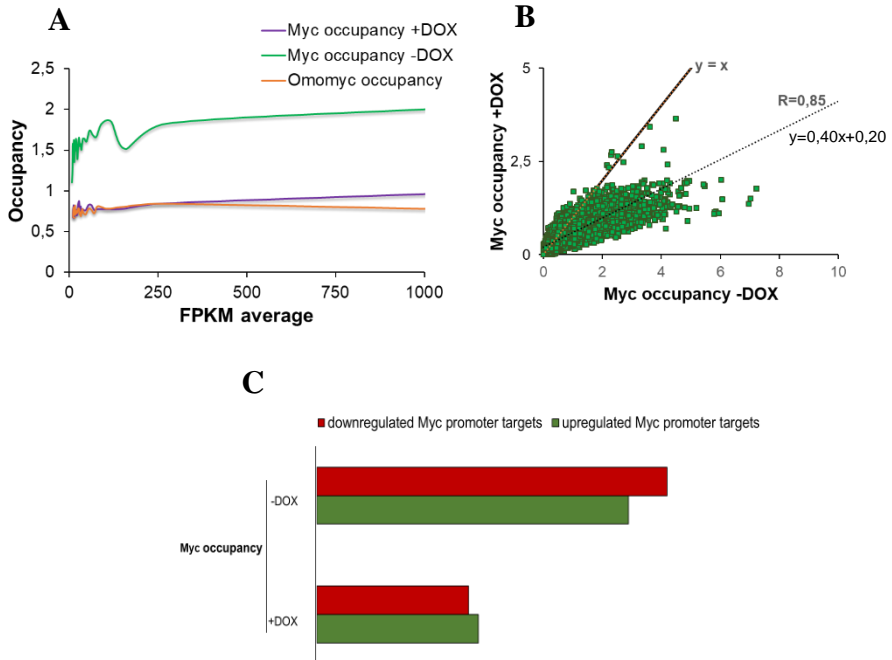 A
Myc occupancy +DOX
Myc occupancy -DOX
Omomyc occupancy
2,5
2
1,5
1
0,5
0
Occupancy
0 250 500 750 1000
FPKM average
B
y = x
R=0,85
y=0,40x+0,20
5
2,5
0
Myc occupancy +DOX
0 2 4 6 8 10
Myc occupancy -DOX
C
downregulated Myc promoter targets upregulated Myc promoter targets
-DOX
Myc occupancy
+DOX